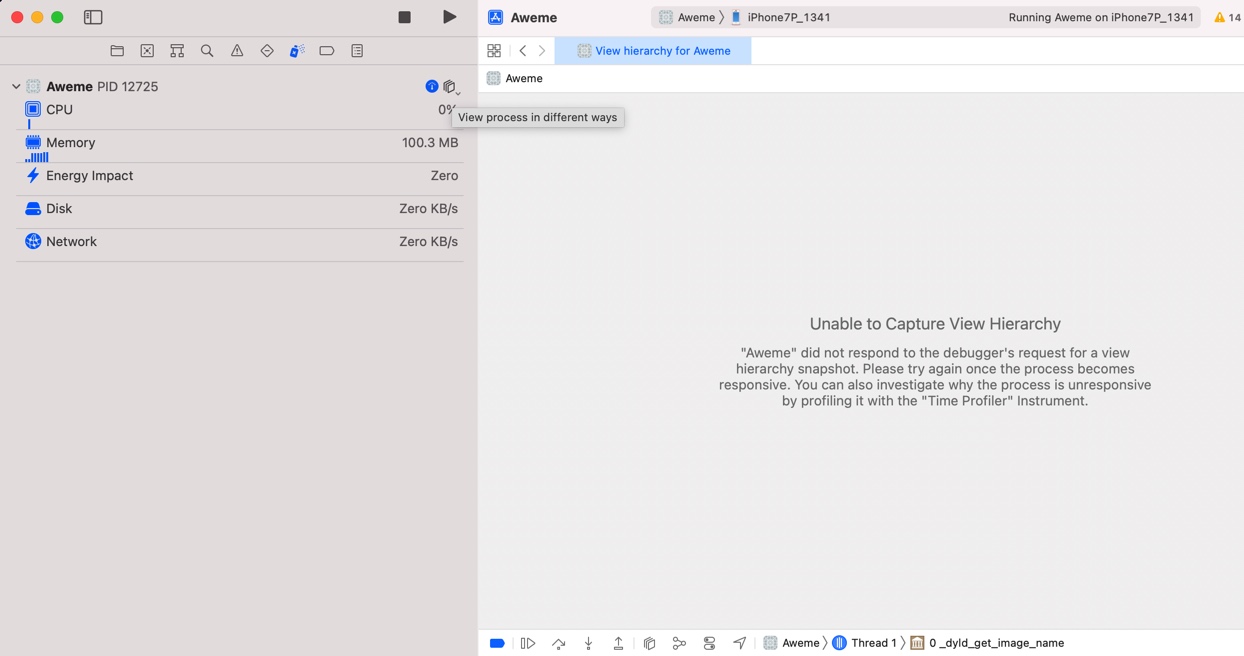 Aweme
Aweme 〉 iPhone7P_1341
Running Aweme on iPhone7P_1341
14
View hierarchy for Aweme
Aweme
Aweme PID 12725
CPU
0%
View process in different ways
Memory
100.3 MB
Energy Impact
Zero
Disk
Zero KB/s
Network
Zero KB/s
Unable to Capture View Hierarchy
"Aweme" did not respond to the debugger's request for a view
hierarchy snapshot. Please try again once the process becomes
responsive. You can also investigate why the process is unresponsive
by profiling it with the "Time Profiler" Instrument.
Aweme 〉 Thread 1 〉 0 _dyld_get_image_name